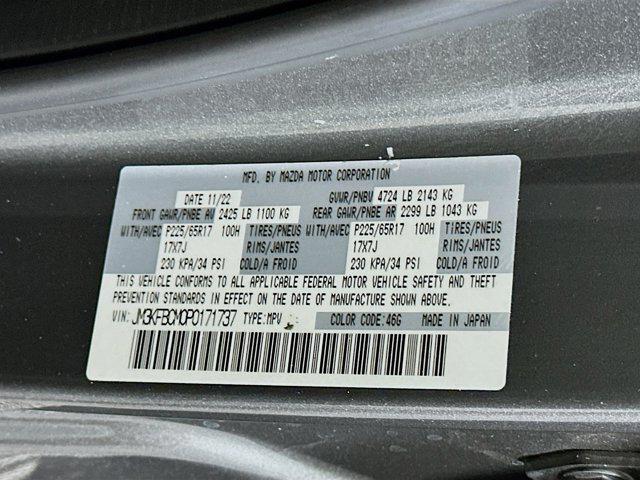 MFD. BY MAZDA MOTOR CORPORATION
DATE 11/22 GVWR/PNBV 4724 LB 2143 KG
FRONT GAWR/PNBE AV 2425 LB 1100 KG REAR GAWR/PNBE AR 2299 LB 1043 KG
WITH/AVEC P225/65R17 100H TIRES/PNEUS WITH/AVEC P225/65R17 100H TIRES/PNEUS
17X7J RIMS/JANTES 17X7J RIMS/JANTES
230 KPA/34 PSI COLD/A FROID 230 KPA/34 PSI COLD/A FROID
THIS VEHICLE CONFORMS TO ALL APPLICABLE FEDERAL MOTOR VEHICLE SAFETY AND THEFT
PREVENTION STANDARDS IN EFFECT ON THE DATE OF MANUFACTURE SHOWN ABOVE.
VIN: JM3KFBCM0P0171737 TYPE:MPV COLOR CODE:46G MADE IN JAPAN